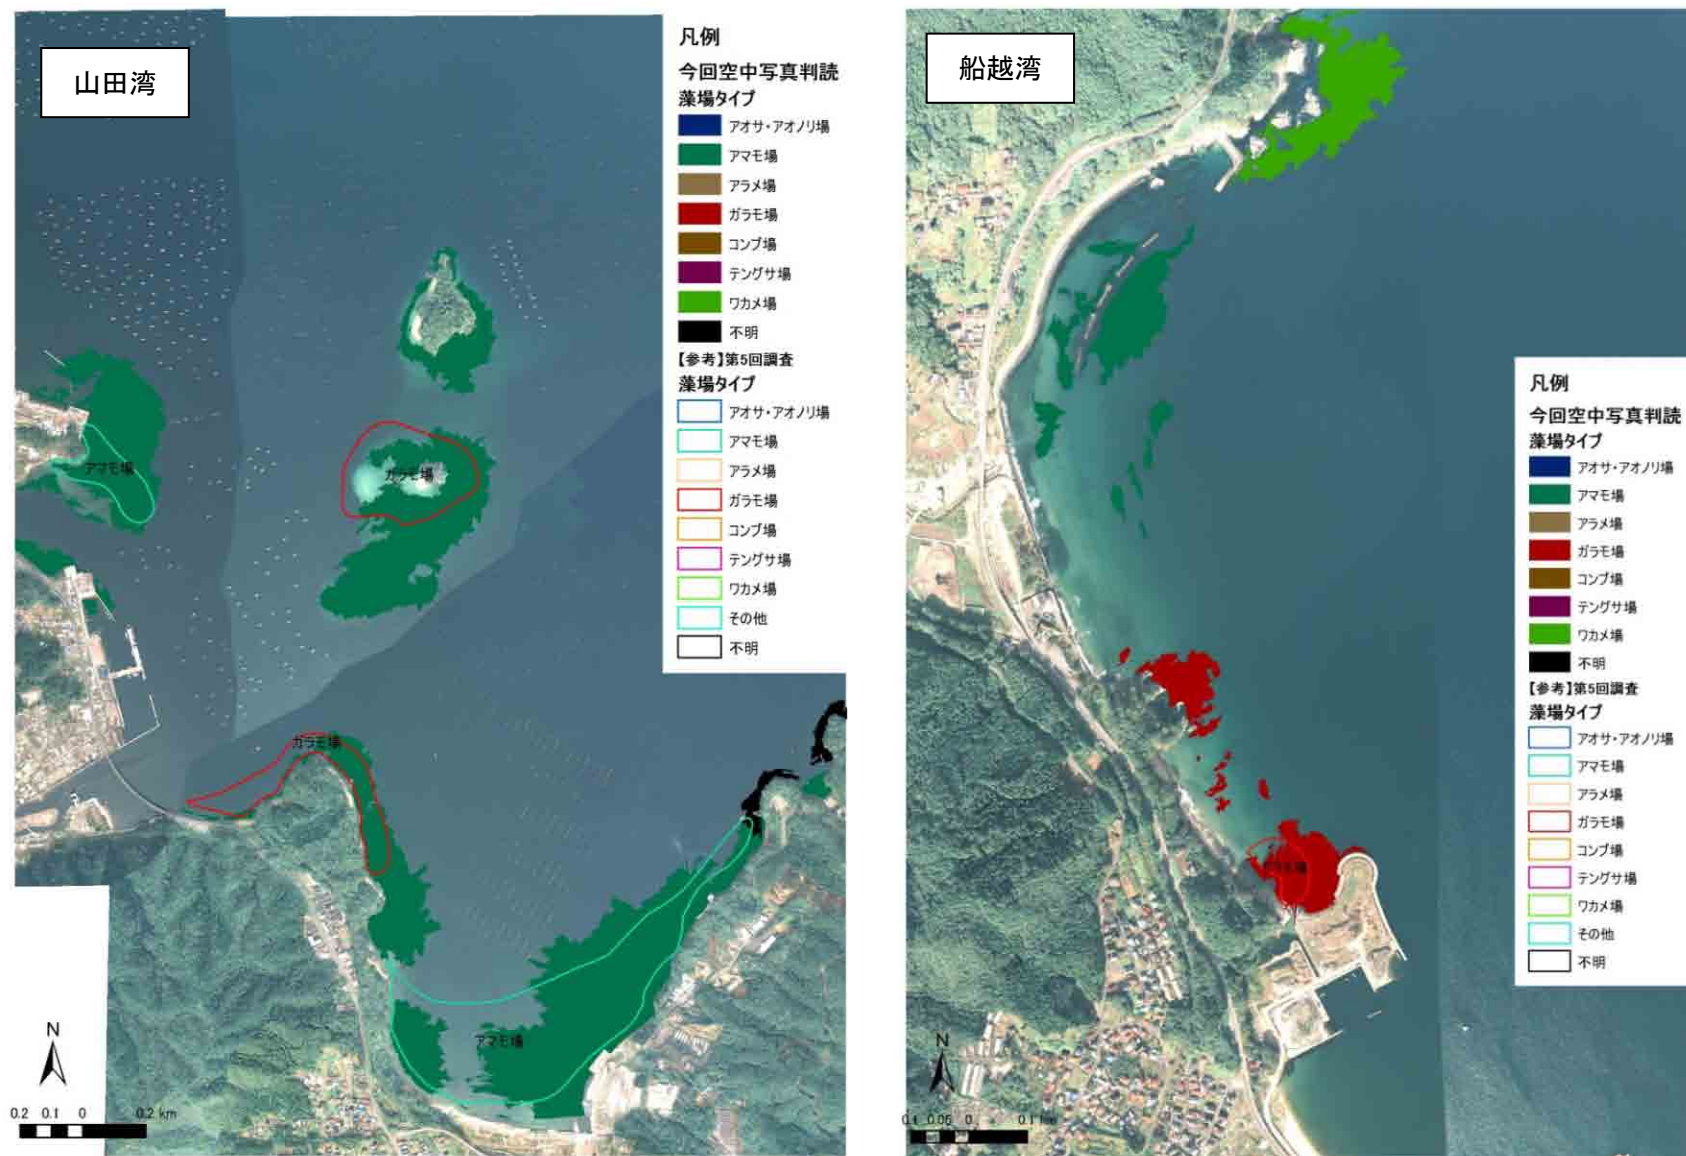 山田湾
凡例
今回空中写真判読
藻場タイプ
アオサ・アオノリ場
アマモ場
アラメ場
ガラモ場
コンブ場
テングサ場
ワカメ場
不明
【参考】第5回調査
藻場タイプ
アオサ・アオノリ場
アマモ場
アラメ場
ガラモ場
コンブ場
テングサ場
ワカメ場
その他
不明
アマモ場
ガラモ場
ガラモ場
アマモ場
N
0.2 0.1 0 0.2 km
船越湾
凡例
今回空中写真判読
藻場タイプ
アオサ・アオノリ場
アマモ場
アラメ場
ガラモ場
コンブ場
テングサ場
ワカメ場
不明
【参考】第5回調査
藻場タイプ
アオサ・アオノリ場
アマモ場
アラメ場
ガラモ場
コンブ場
テングサ場
ワカメ場
その他
不明
ガラモ場
N
0.1 0.05 0 0.1 km